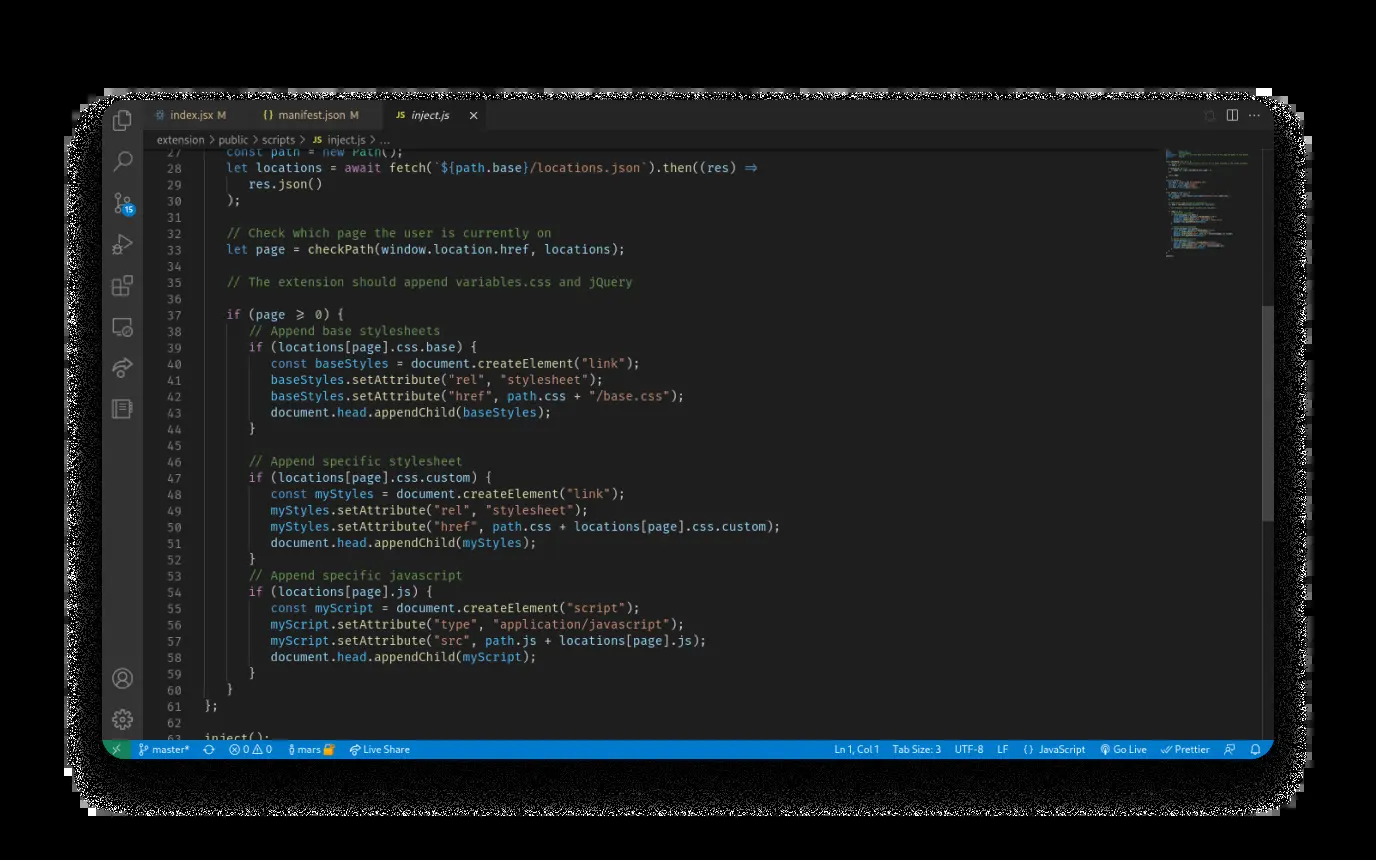 index.jsx M
{ } manifest.json M
JS inject.js
extension > public > scripts > JS inject.js > ...
27 const path = new Path();
28 let locations = await fetch(`${path.base}/locations.json`).then((res) ⇒
29 res.json()
30 );
31
32 // Check which page the user is currently on
33 let page = checkPath(window.location.href, locations);
34
35 // The extension should append variables.css and jQuery
36
37 if (page ⩾ 0) {
38 // Append base stylesheets
39 if (locations[page].css.base) {
40 const baseStyles = document.createElement("link");
41 baseStyles.setAttribute("rel", "stylesheet");
42 baseStyles.setAttribute("href", path.css + "/base.css");
43 document.head.appendChild(baseStyles);
44 }
45
46 // Append specific stylesheet
47 if (locations[page].css.custom) {
48 const myStyles = document.createElement("link");
49 myStyles.setAttribute("rel", "stylesheet");
50 myStyles.setAttribute("href", path.css + locations[page].css.custom);
51 document.head.appendChild(myStyles);
52 }
53 // Append specific javascript
54 if (locations[page].js) {
55 const myScript = document.createElement("script");
56 myScript.setAttribute("type", "application/javascript");
57 myScript.setAttribute("src", path.js + locations[page].js);
58 document.head.appendChild(myScript);
59 }
60 }
61 };
62
63 inject();
15
master* 0 0 mars Live Share Ln 1, Col 1 Tab Size: 3 UTF-8 LF { } JavaScript Go Live Prettier